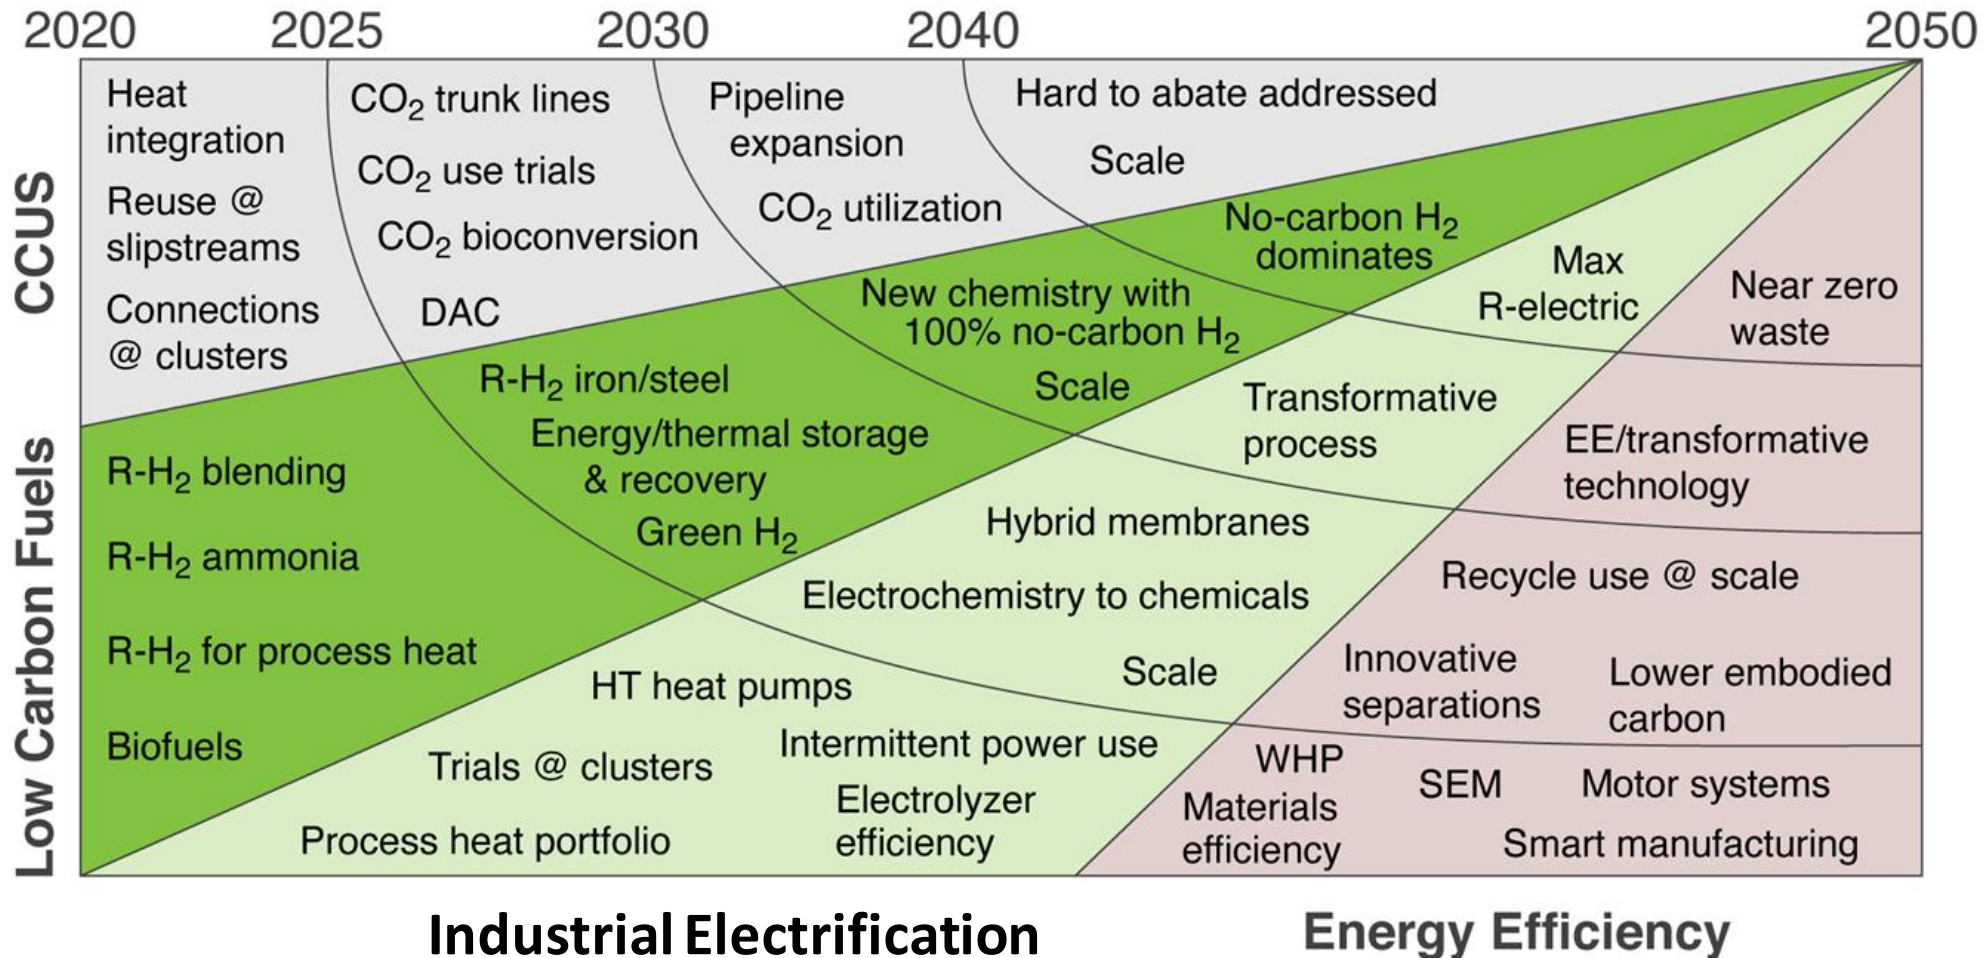 2020 2025 2030 2040 2050
CCUS
Heat
integration
Reuse @
slipstreams
Connections
@ clusters
CO₂ trunk lines
CO₂ use trials
CO₂ bioconversion
DAC
Pipeline
expansion
CO₂ utilization
Hard to abate addressed
Scale
Low Carbon Fuels
R-H₂ blending
R-H₂ ammonia
R-H₂ for process heat
Biofuels
R-H₂ iron/steel
Energy/thermal storage
& recovery
Green H₂
New chemistry with
100% no-carbon H₂
Scale
No-carbon H₂
dominates
HT heat pumps
Trials @ clusters
Intermittent power use
Process heat portfolio
Electrolyzer
efficiency
Hybrid membranes
Electrochemistry to chemicals
Scale
Transformative
process
Max
R-electric
WHP
Materials
efficiency
SEM
Motor systems
Smart manufacturing
Recycle use @ scale
Innovative
separations
Lower embodied
carbon
EE/transformative
technology
Near zero
waste
Industrial Electrification
Energy Efficiency